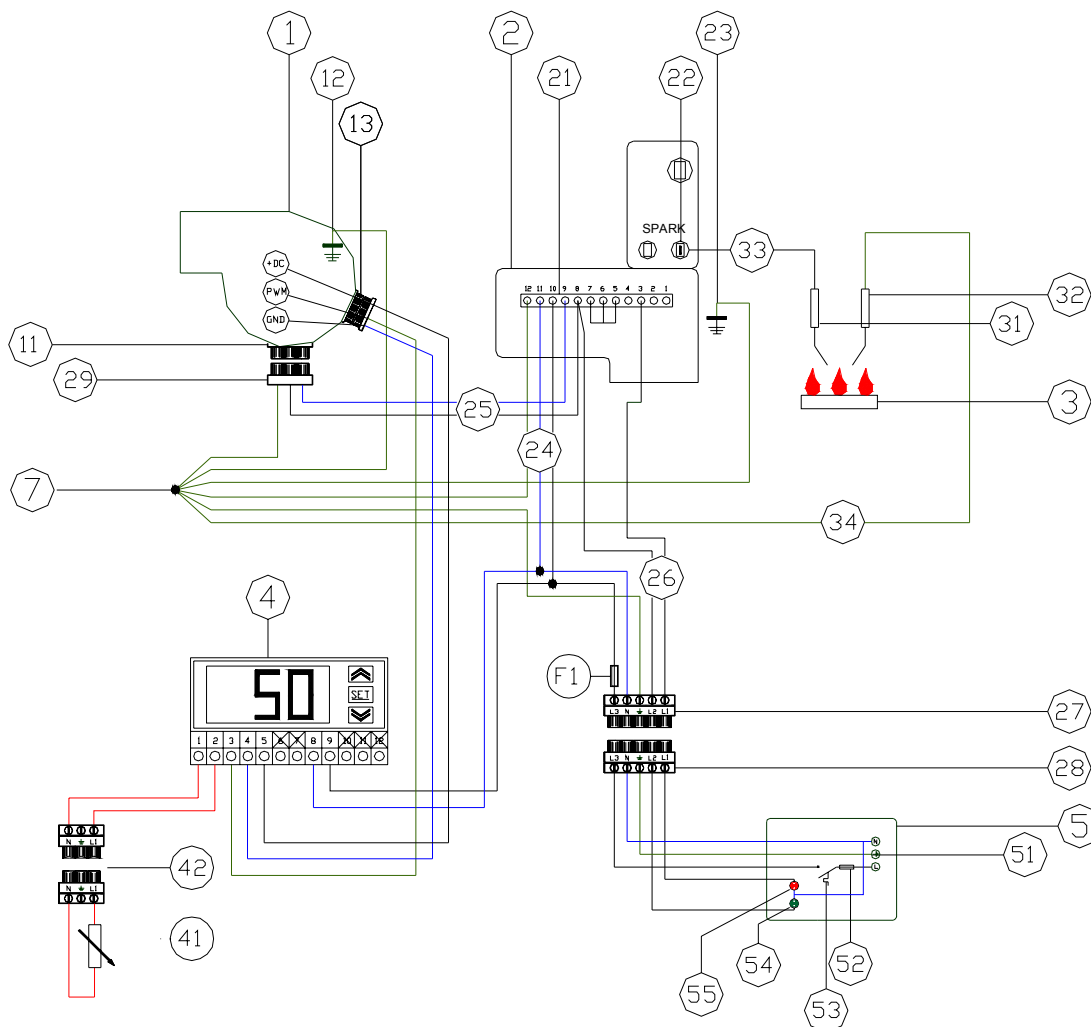 1
2
23
12
21
22
13
SPARK
33
+DC
PWM
GND
12 11 10 9 8 7 6 5 4 3 2 1
32
31
11
29
25
3
24
7
34
26
4
50
SET
F1
1 2 3 4 5 6 7 8 9 10 11 12
L3 N L2 L1
27
L3 N L2 L1
28
5
N
L
51
N L1
42
N L1
41
52
54
55
53